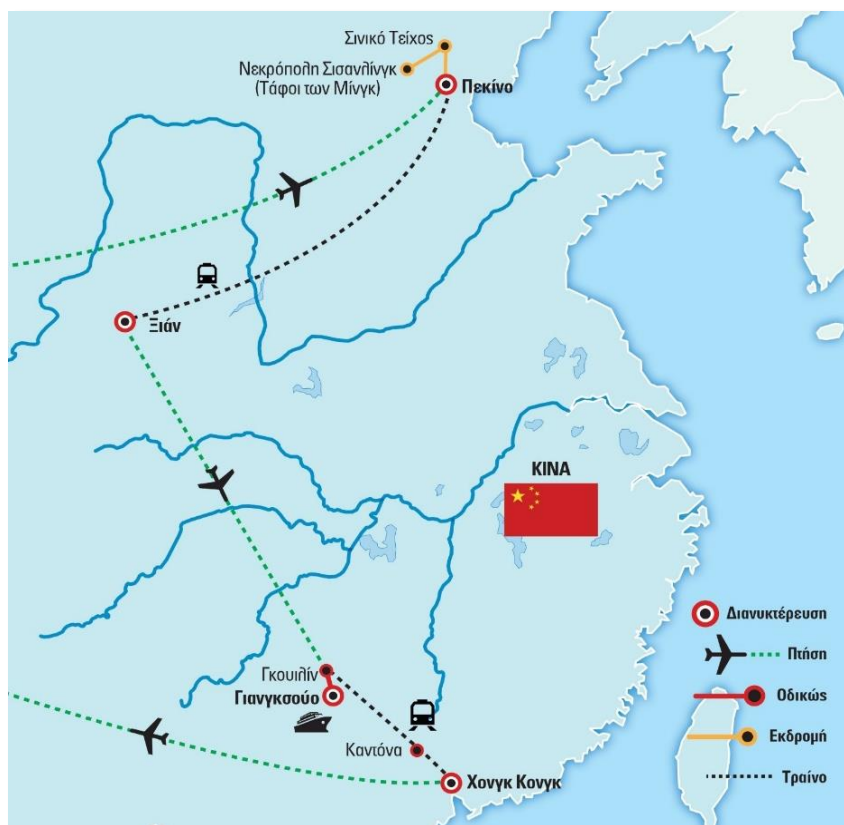 Σινικό Τείχος
Νεκρόπολη Σισανλίνγκ
(Τάφοι των Μίνγκ)
Πεκίνο
Ξιάν
ΚΙΝΑ
Διανυκτέρευση
Πτήση
Γκουιλίν
Γιανγκσούο
Οδικώς
Εκδρομή
Καντόνα
Τραίνο
Χονγκ Κονγκ